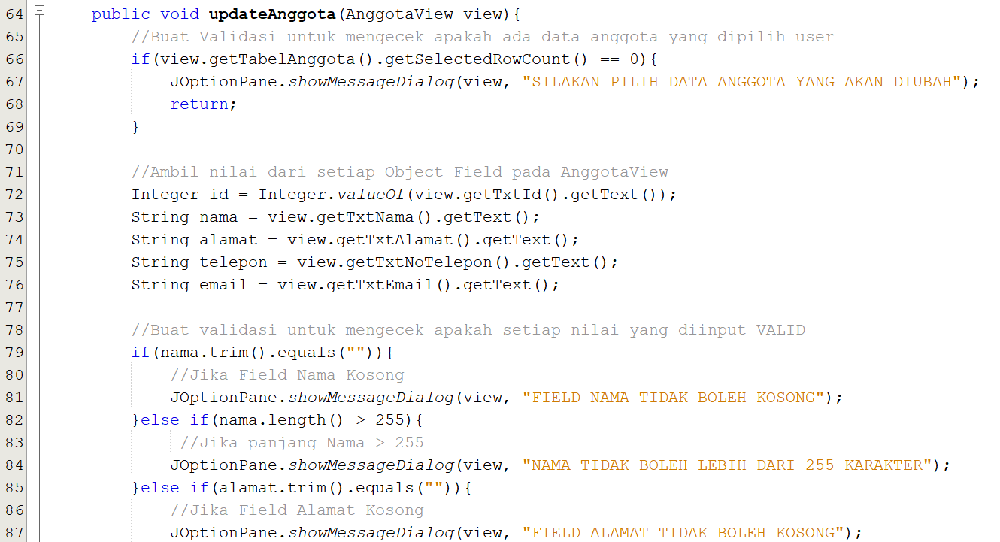 64 public void updateAnggota(AnggotaView view){
65 //Buat Validasi untuk mengecek apakah ada data anggota yang dipilih user
66 if(view.getTabelAnggota().getSelectedRowCount() == 0){
67 JOptionPane.showMessageDialog(view, "SILAKAN PILIH DATA ANGGOTA YANG AKAN DIUBAH");
68 return;
69 }
70
71 //Ambil nilai dari setiap Object Field pada AnggotaView
72 Integer id = Integer.valueOf(view.getTxtId().getText());
73 String nama = view.getTxtNama().getText();
74 String alamat = view.getTxtAlamat().getText();
75 String telepon = view.getTxtNoTelepon().getText();
76 String email = view.getTxtEmail().getText();
77
78 //Buat validasi untuk mengecek apakah setiap nilai yang diinput VALID
79 if(nama.trim().equals("")){
80 //Jika Field Nama Kosong
81 JOptionPane.showMessageDialog(view, "FIELD NAMA TIDAK BOLEH KOSONG");
82 }else if(nama.length() > 255){
83 //Jika panjang Nama > 255
84 JOptionPane.showMessageDialog(view, "NAMA TIDAK BOLEH LEBIH DARI 255 KARAKTER");
85 }else if(alamat.trim().equals("")){
86 //Jika Field Alamat Kosong
87 JOptionPane.showMessageDialog(view, "FIELD ALAMAT TIDAK BOLEH KOSONG");